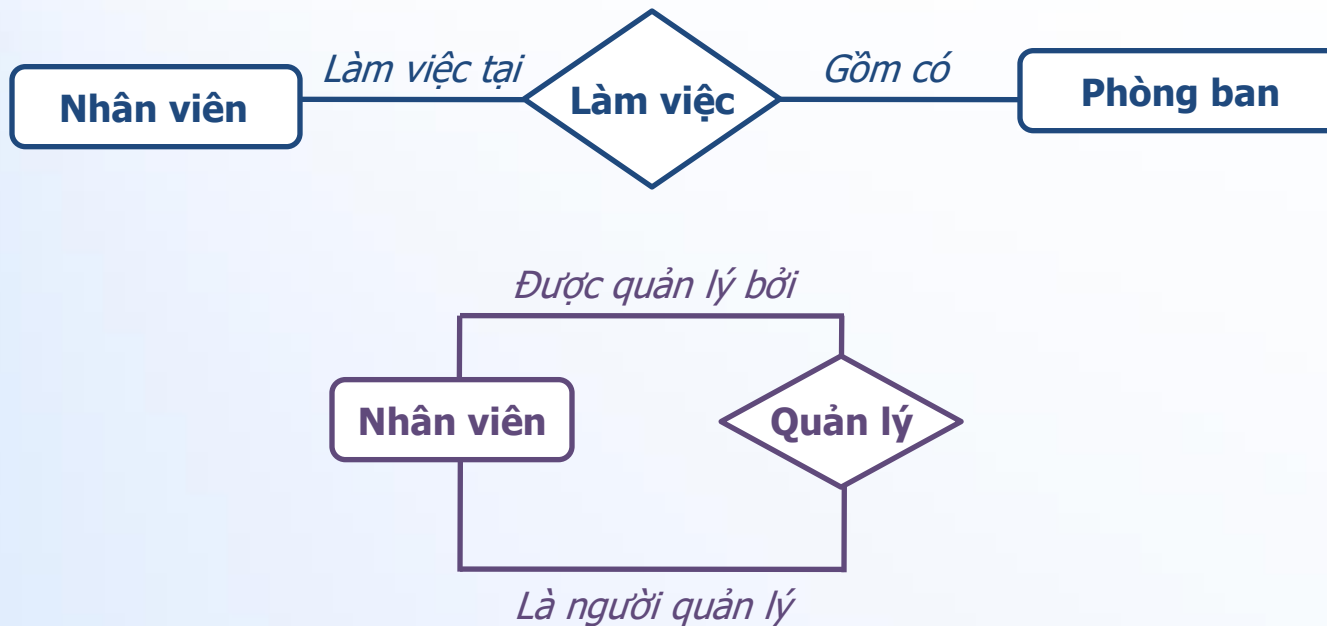 Làm việc tại
Gồm có
Nhân viên
Làm việc
Phòng ban
Được quản lý bởi
Nhân viên
Quản lý
Là người quản lý